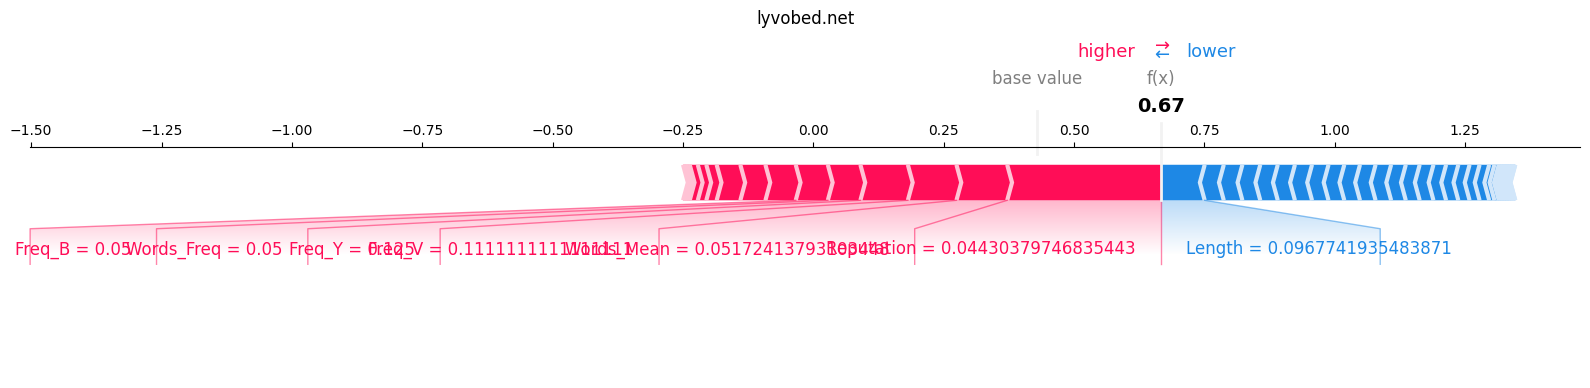 lyvobed.net
higher ⇄ lower
base value f(x)
0.67
−1.50 −1.25 −1.00 −0.75 −0.50 −0.25 0.00 0.25 0.50 0.75 1.00 1.25
Freq_B = 0.05 Words_Freq = 0.05 Freq_Y = 0.125 Freq_V = 0.1111111111111111 Words_Mean = 0.05172413793103448 Reputation = 0.04430379746835443 Length = 0.0967741935483871